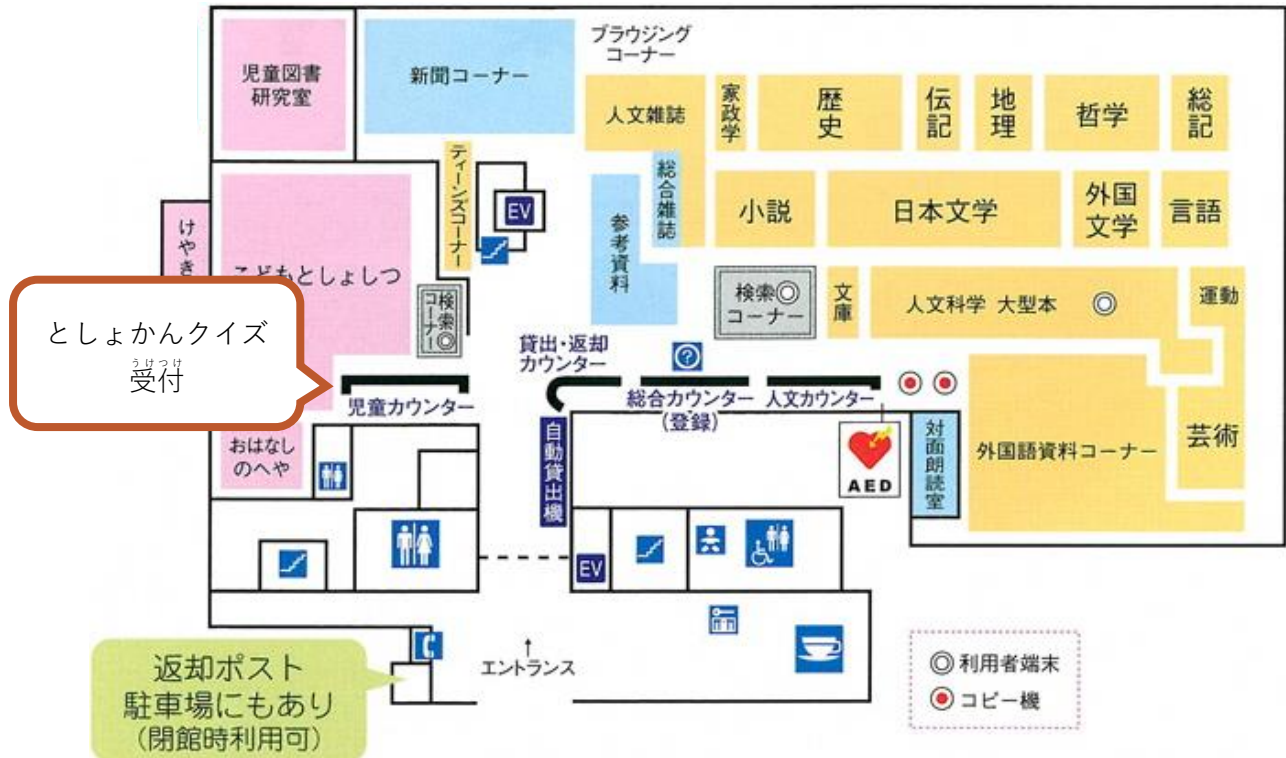 児童図書
研究室
新聞コーナー
ブラウジング
コーナー
人文雑誌
家政学
歴史
伝記
地理
哲学
総記
ティーンズコーナー
EV
総合雑誌
参考資料
小説
日本文学
外国
文学
言語
けやき
こどもとしょしつ
検索
コーナー
検索
コーナー
文庫
人文科学 大型本
運動
としょかんクイズ
うけつけ
受付
貸出・返却
カウンター
?
児童カウンター
総合カウンター
(登録)
人文カウンター
おはなし
のへや
自動貸出機
AED
対面朗読室
外国語資料コーナー
芸術
EV
↑
エントランス
返却ポスト
駐車場にもあり
(閉館時利用可)
利用者端末
コピー機